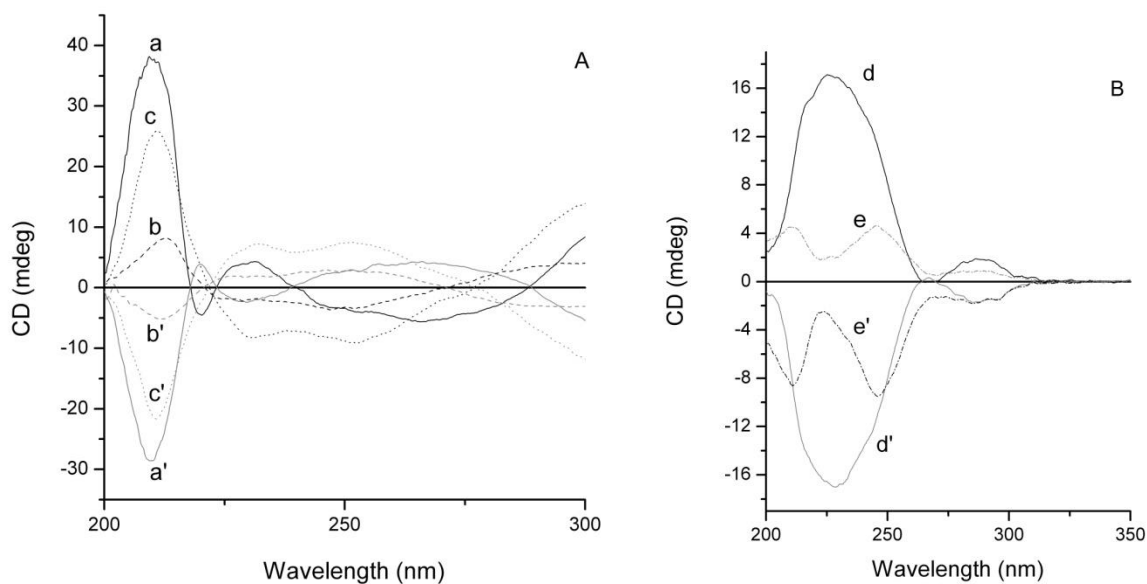 A
a
c
b
b'
c'
a'
40
30
20
10
0
-10
-20
-30
200
250
300
CD (mdeg)
Wavelength (nm)
B
d
e
e'
d'
16
12
8
4
0
-4
-8
-12
-16
200
250
300
350
CD (mdeg)
Wavelength (nm)